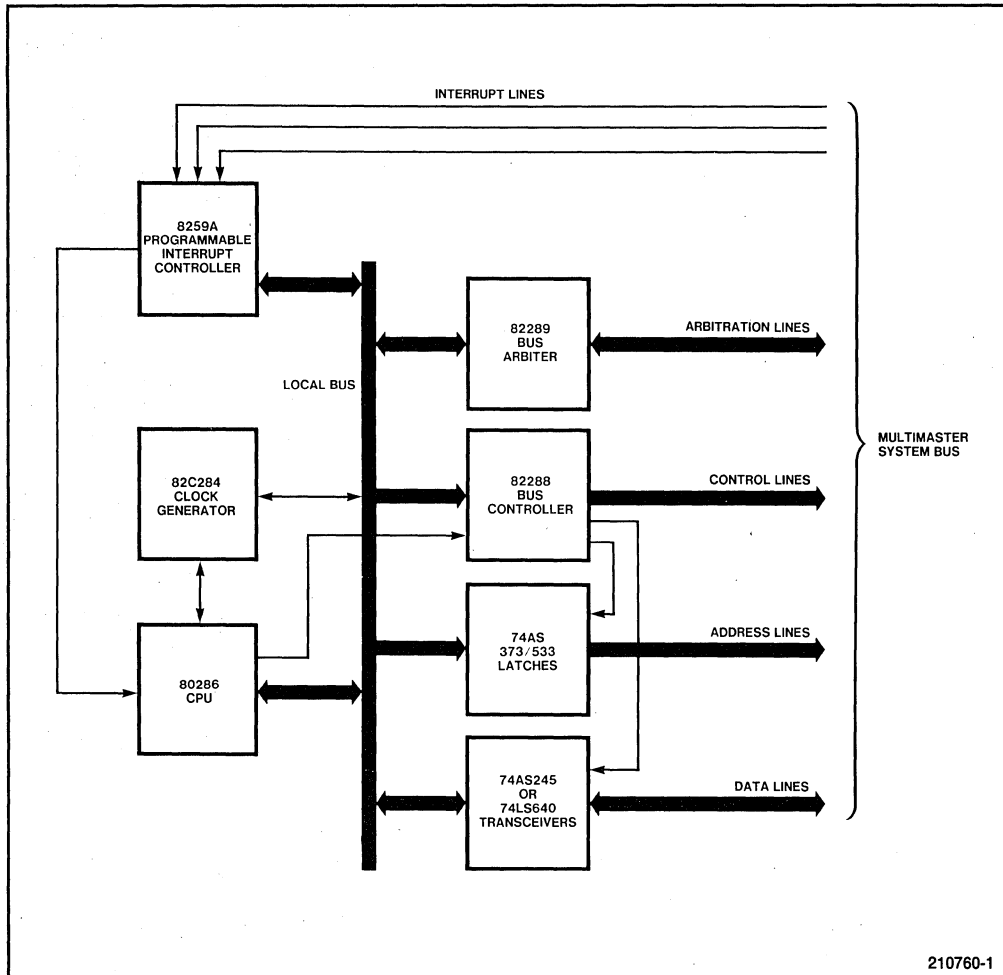 INTERRUPT LINES
8259A
PROGRAMMABLE
INTERRUPT
CONTROLLER
82289
BUS
ARBITER
ARBITRATION LINES
LOCAL BUS
MULTIMASTER
SYSTEM BUS
82C284
CLOCK
GENERATOR
82288
BUS
CONTROLLER
CONTROL LINES
74AS
373/533
LATCHES
ADDRESS LINES
80286
CPU
74AS245
OR
74LS640
TRANSCEIVERS
DATA LINES
210760-1